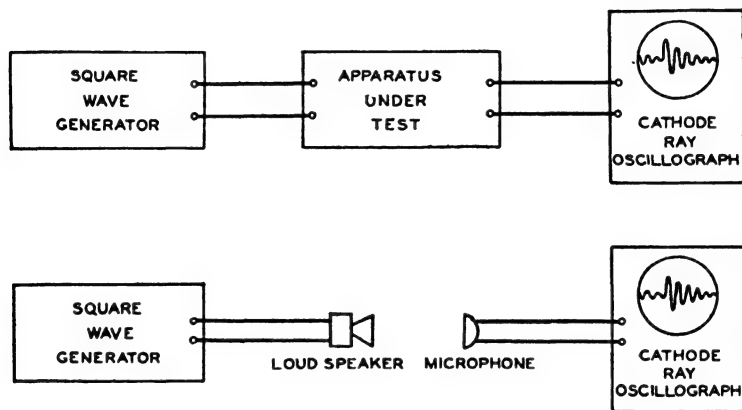 SQUARE
WAVE
GENERATOR
APPARATUS
UNDER
TEST
CATHODE
RAY
OSCILLOGRAPH
SQUARE
WAVE
GENERATOR
LOUD SPEAKER
MICROPHONE
CATHODE
RAY
OSCILLOGRAPH